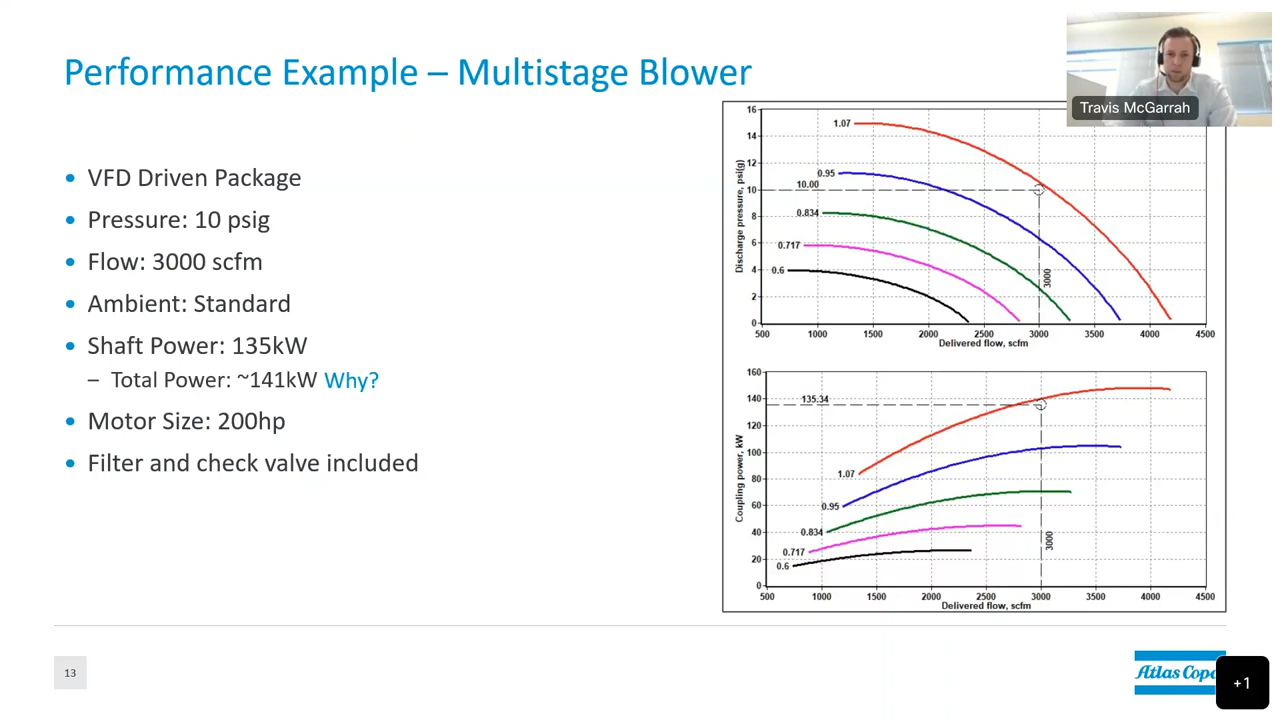 Performance Example – Multistage Blower
Travis McGarrah
• VFD Driven Package
• Pressure: 10 psig
• Flow: 3000 scfm
• Ambient: Standard
• Shaft Power: 135kW
– Total Power: ~141kW Why?
• Motor Size: 200hp
• Filter and check valve included
16
14
12
10
8
6
4
2
0
Discharge pressure, psi(g)
1.07
0.95
10.00
0.834
0.717
0.6
3000
500 1000 1500 2000 2500 3000 3500 4000 4500
Delivered flow, scfm
160
140
120
100
80
60
40
20
0
Coupling power, kW
135.34
1.07
0.95
0.834
0.717
0.6
3000
500 1000 1500 2000 2500 3000 3500 4000 4500
Delivered flow, scfm
13
Atlas Cop
+1